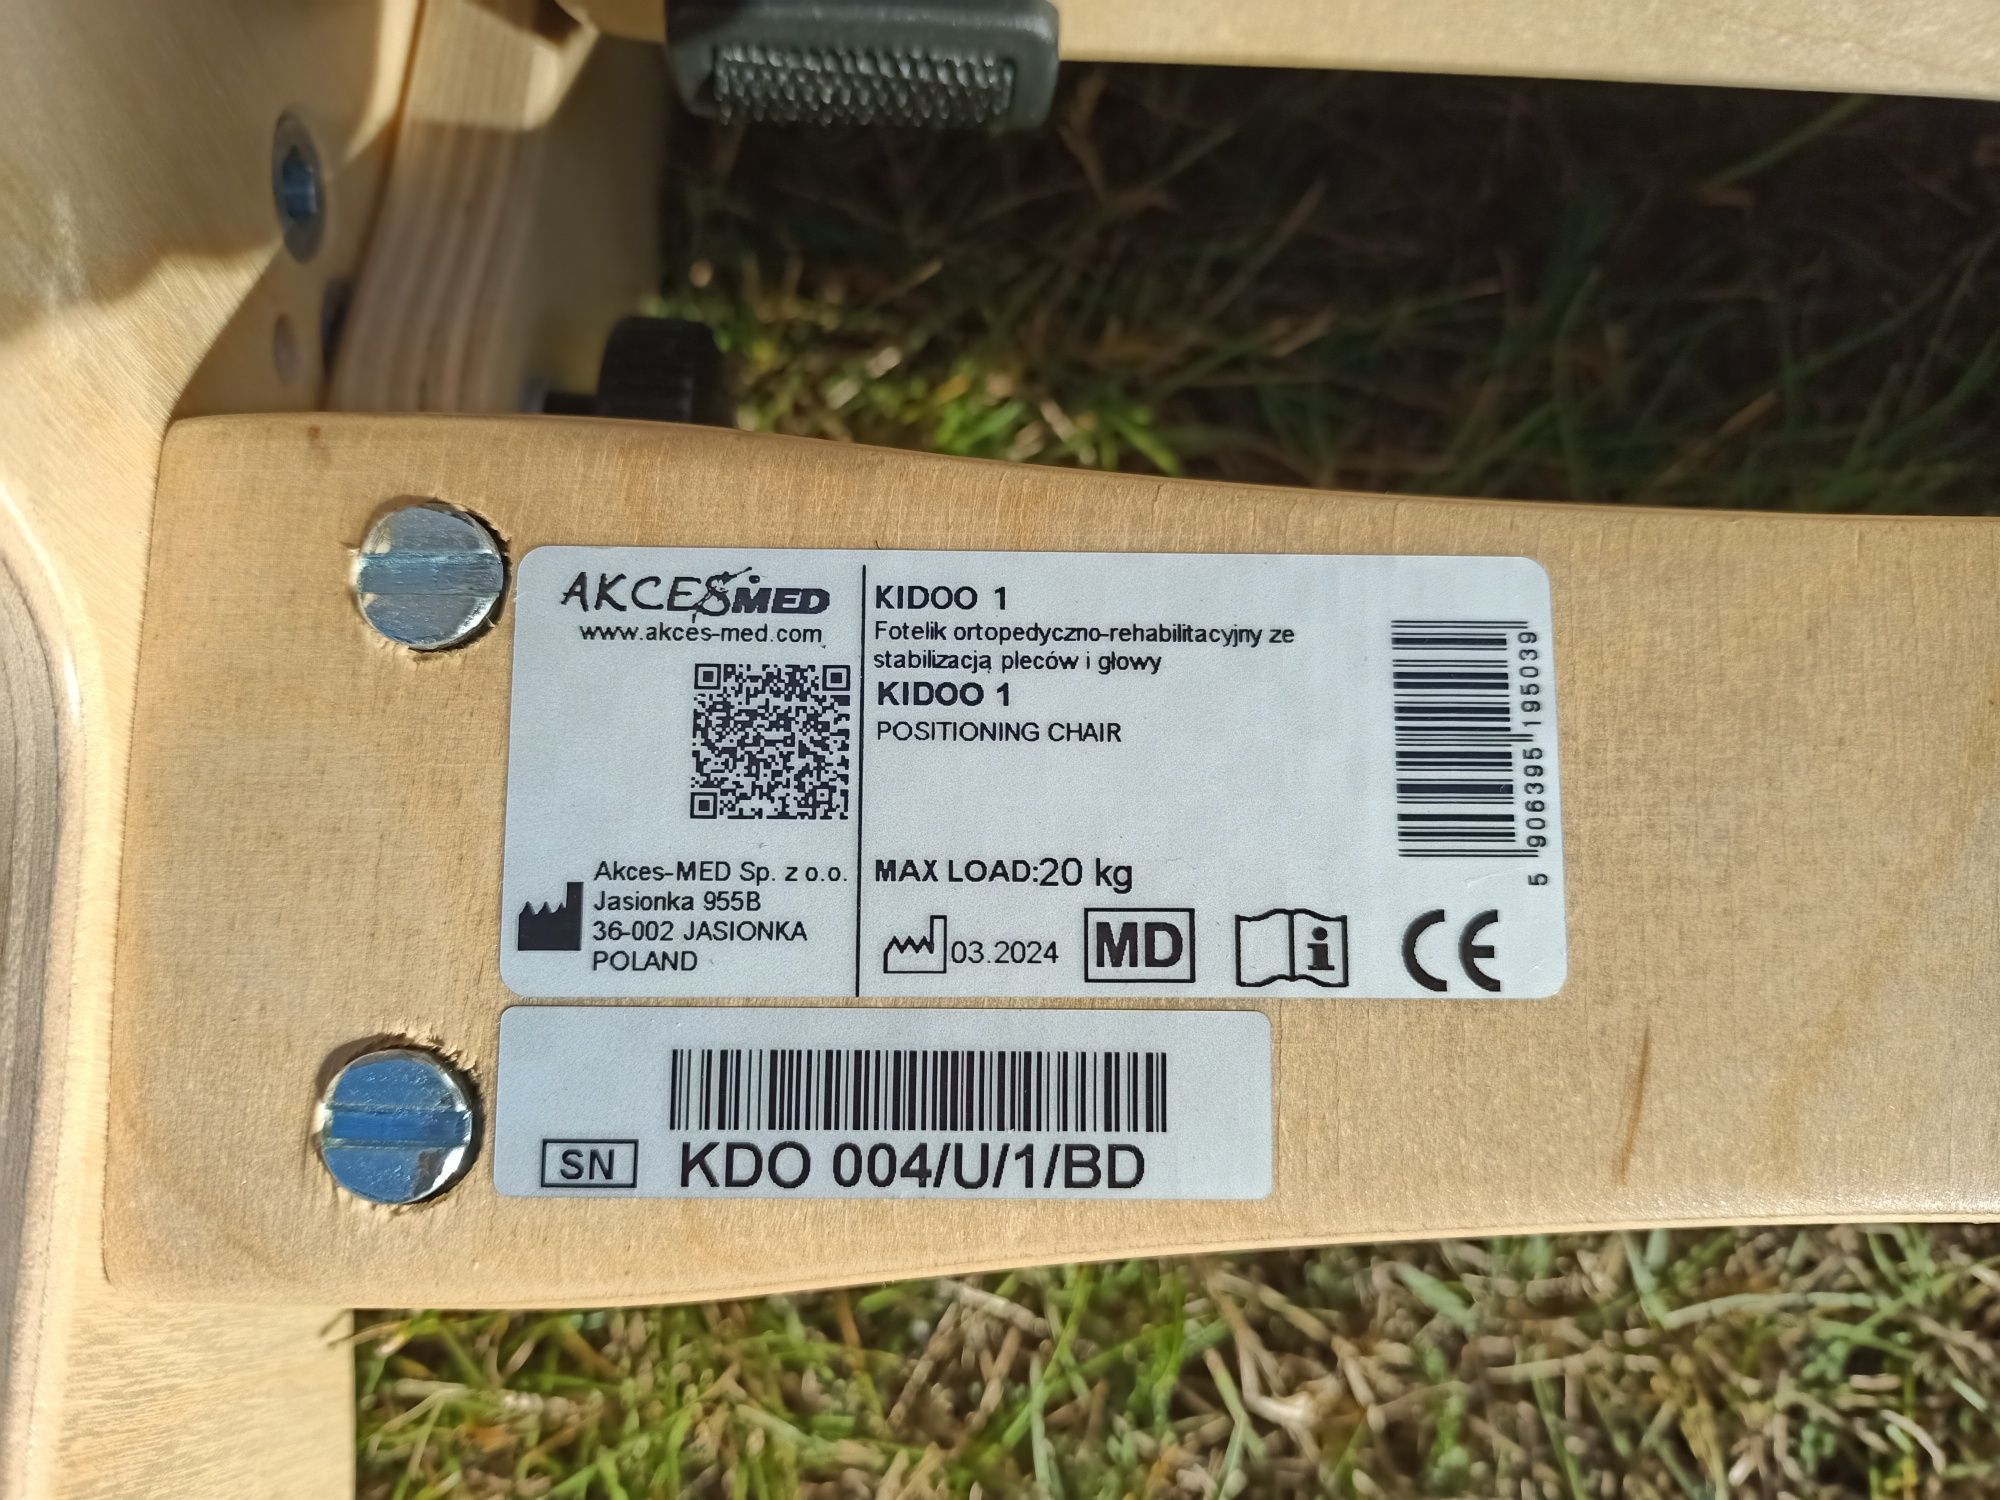 AKCES MED
www.akces-med.com
Akces-MED Sp. z o.o.
Jasionka 955B
36-002 JASIONKA
POLAND
KIDOO 1
Fotelik ortopedyczno-rehabilitacyjny ze
stabilizacją pleców i głowy
KIDOO 1
POSITIONING CHAIR
MAX LOAD:20 kg
03.2024
MD
i
CE
5 906395 195039
SN
KDO 004/U/1/BD